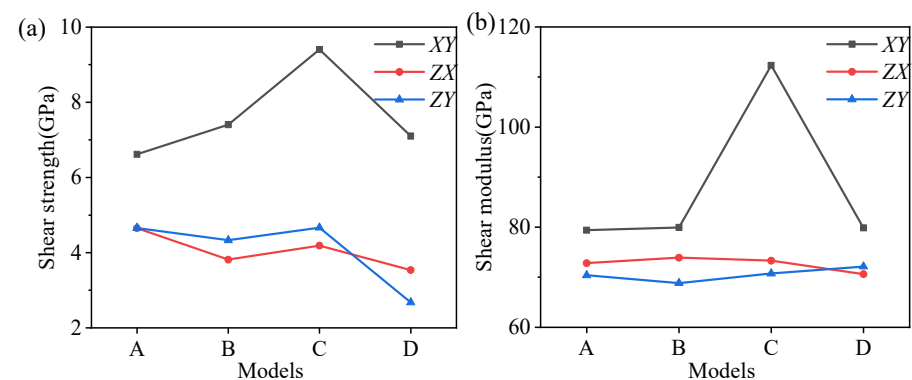 (a)
Shear strength(GPa)
10
8
6
4
2
A B C D
Models
XY
ZX
ZY
(b)
Shear modulus(GPa)
120
100
80
60
A B C D
Models
XY
ZX
ZY